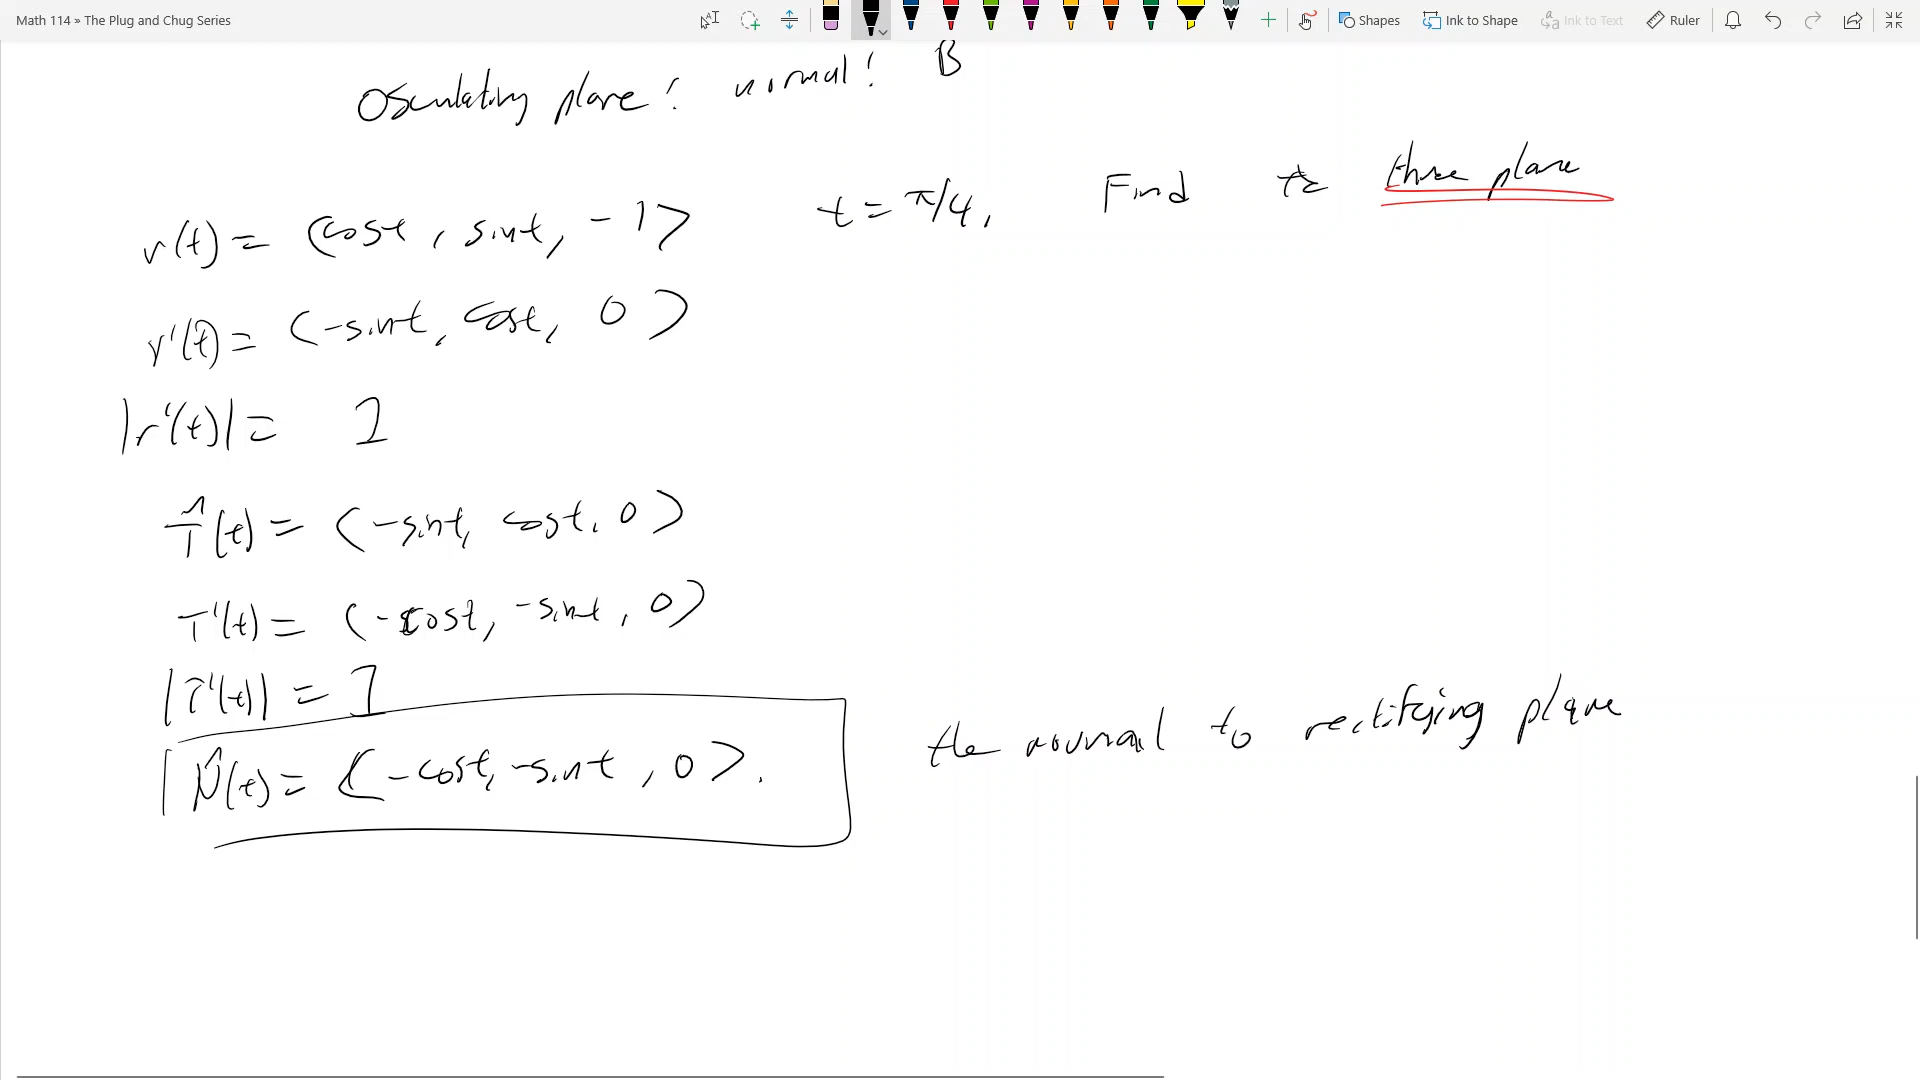 Math 114 » The Plug and Chug Series
Shapes Ink to Shape Ink to Text Ruler
Osculating plane: normal: B
r(t) = ⟨cost, sint, -1⟩ t = π/4, Find the three plane
r'(t) = ⟨-sint, cost, 0⟩
|r'(t)| = 1
T̂(t) = ⟨-sint, cost, 0⟩
T'(t) = ⟨-cost, -sint, 0⟩
|T'(t)| = 1
the normal to rectifying plane
N̂(t) = ⟨-cost, -sint, 0⟩.